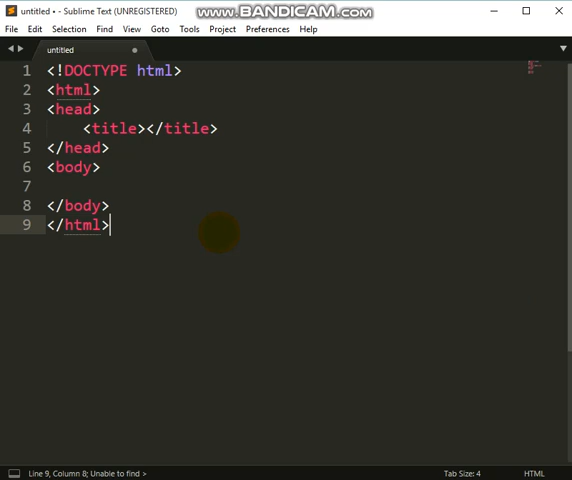 untitled • - Sublime Text (UNREGISTERED)
www.BANDICAM.com
File Edit Selection Find View Goto Tools Project Preferences Help
untitled
1 <!DOCTYPE html>
2 <html>
3 <head>
4 <title></title>
5 </head>
6 <body>
7
8 </body>
9 </html>
Line 9, Column 8; Unable to find > Tab Size: 4 HTML